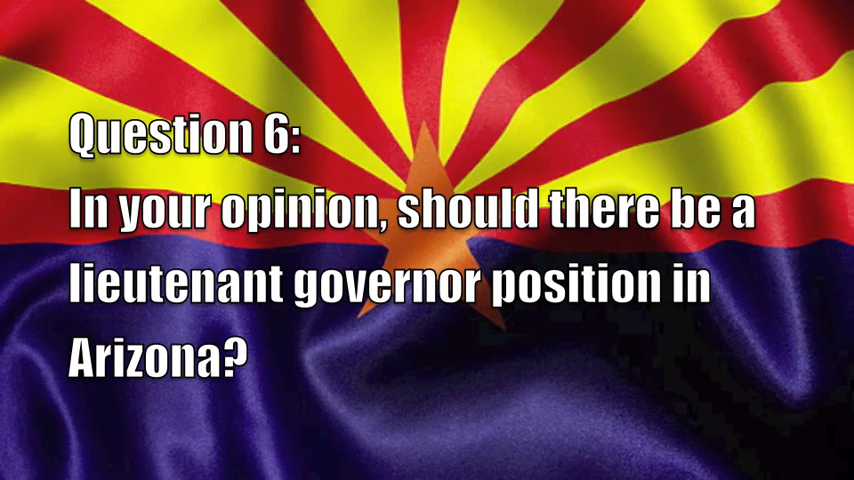 Question 6:
In your opinion, should there be a
lieutenant governor position in
Arizona?